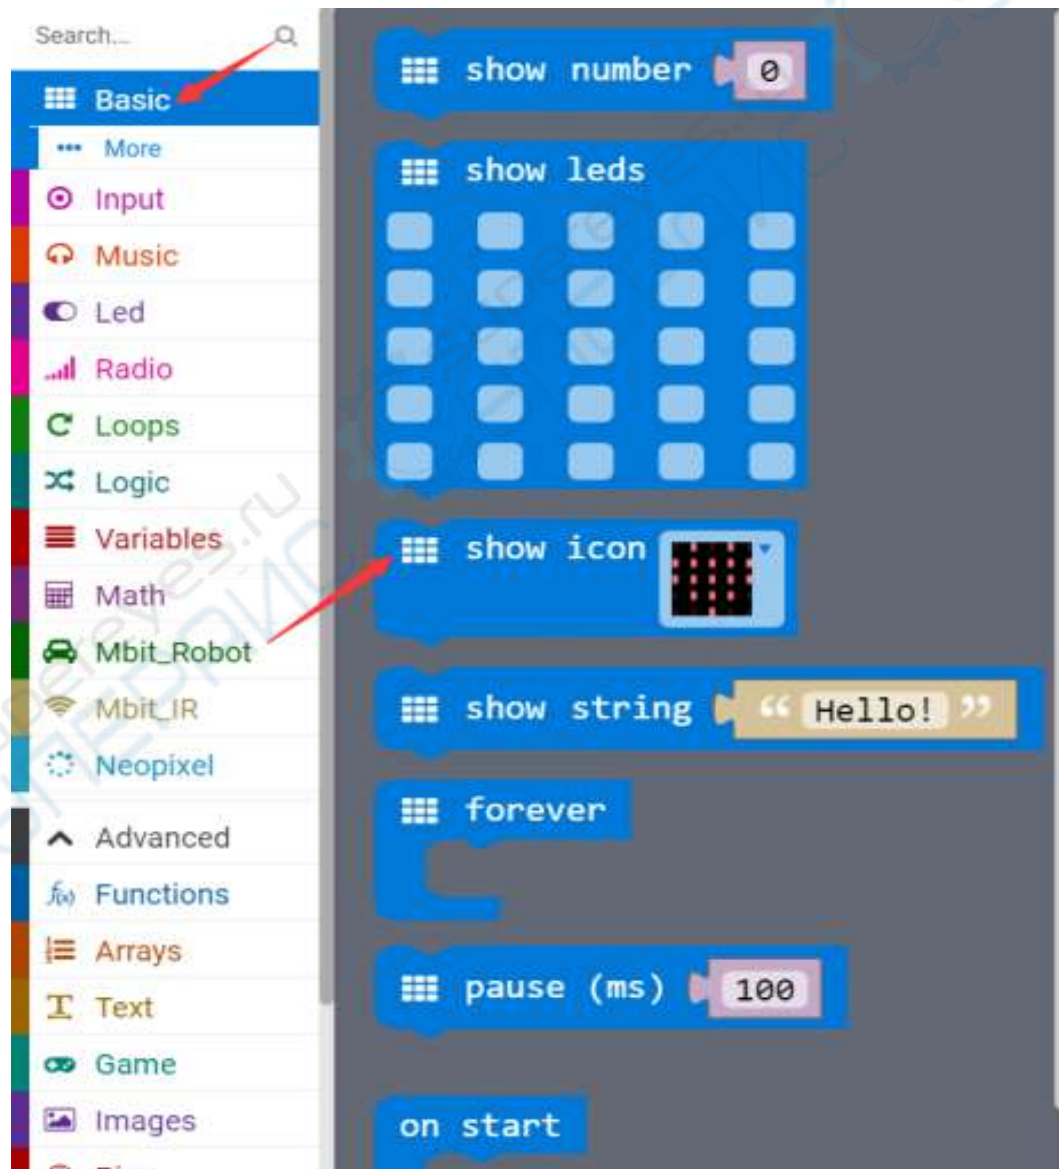 Search...
Basic
More
Input
Music
Led
Radio
Loops
Logic
Variables
Math
Mbit_Robot
Mbit_IR
Neopixel
Advanced
f(x) Functions
Arrays
Text
Game
Images
show number 0
show leds
show icon
show string “ Hello! ”
forever
pause (ms) 100
on start